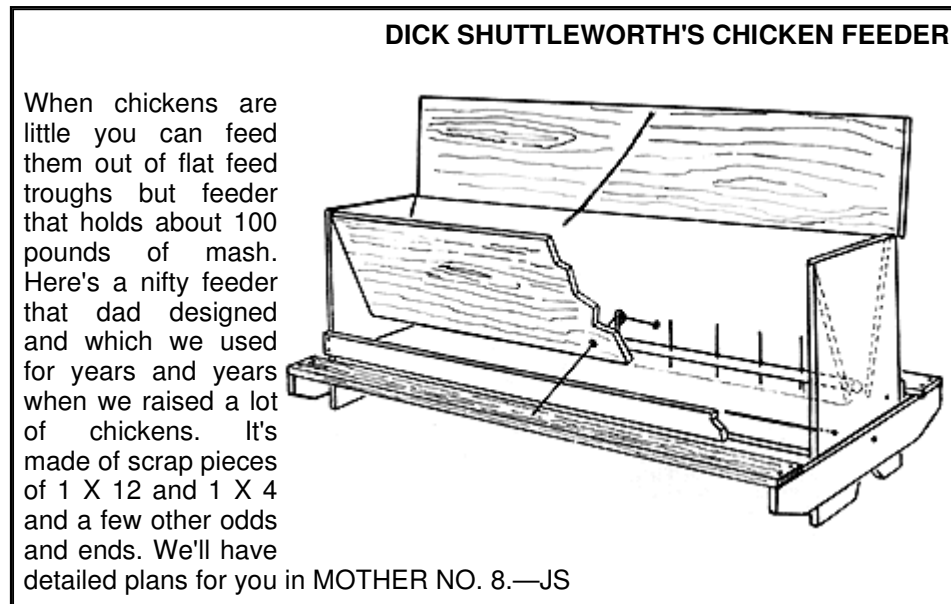 DICK SHUTTLEWORTH'S CHICKEN FEEDER
When chickens are
little you can feed
them out of flat feed
troughs but feeder
that holds about 100
pounds of mash.
Here's a nifty feeder
that dad designed
and which we used
for years and years
when we raised a lot
of chickens. It's
made of scrap pieces
of 1 X 12 and 1 X 4
and a few other odds
and ends. We'll have
detailed plans for you in MOTHER NO. 8.—JS